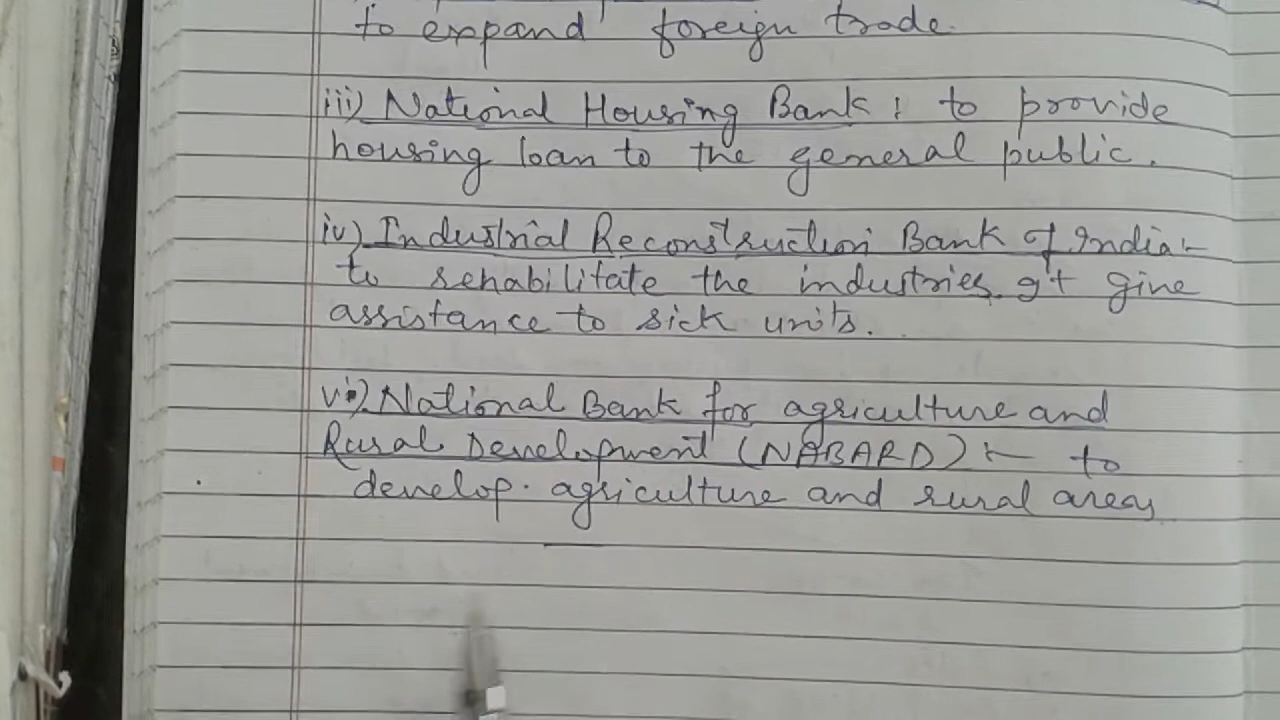 to expand foreign trade.
iii) National Housing Bank : to provide
housing loan to the general public.
iv) Industrial Reconstruction Bank of India :-
to rehabilitate the industries. It give
assistance to sick units.
v) National Bank for agriculture and
Rural Development (NABARD) :- to
develop agriculture and rural areas